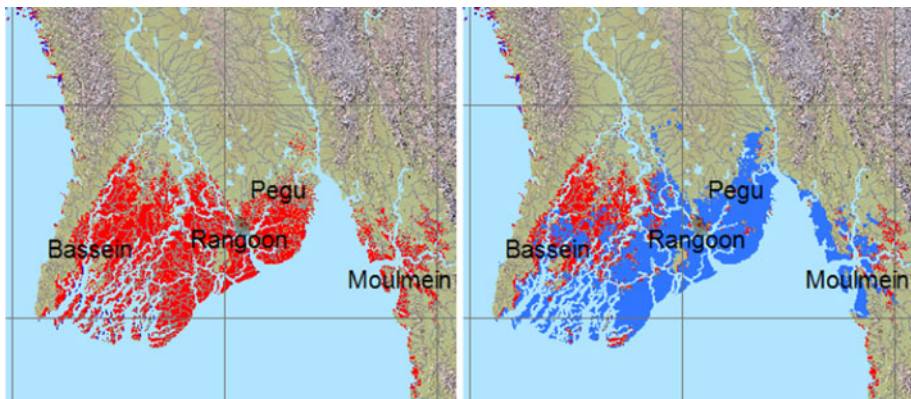 Pegu
Rangoon
Bassein
Moulmein
Pegu
Rangoon
Bassein
Moulmein